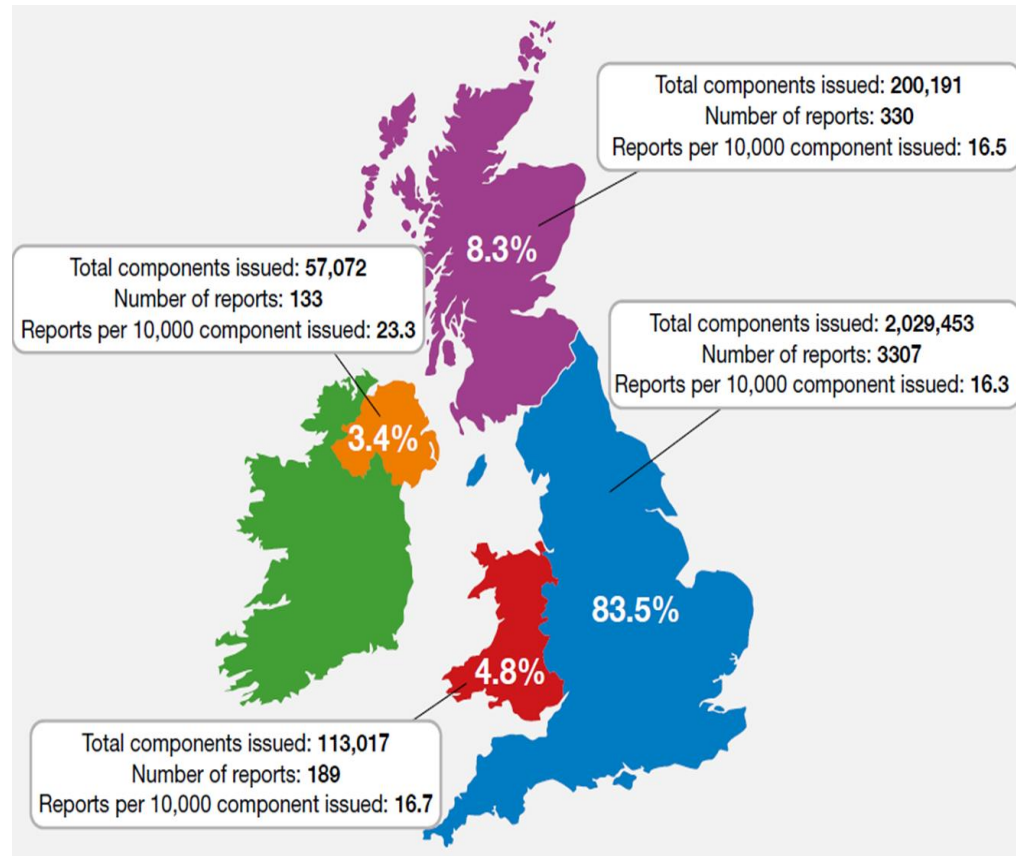 Total components issued: 200,191
Number of reports: 330
Reports per 10,000 component issued: 16.5
8.3%
Total components issued: 57,072
Number of reports: 133
Reports per 10,000 component issued: 23.3
3.4%
Total components issued: 2,029,453
Number of reports: 3307
Reports per 10,000 component issued: 16.3
83.5%
4.8%
Total components issued: 113,017
Number of reports: 189
Reports per 10,000 component issued: 16.7